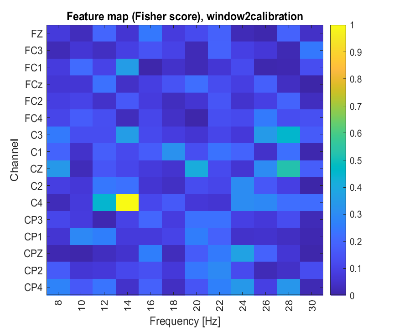 Feature map (Fisher score), window2calibration
Channel
FZ
FC3
FC1
FCz
FC2
FC4
C3
C1
CZ
C2
C4
CP3
CP1
CPZ
CP2
CP4
8 10 12 14 16 18 20 22 24 26 28 30
Frequency [Hz]
1
0.9
0.8
0.7
0.6
0.5
0.4
0.3
0.2
0.1
0